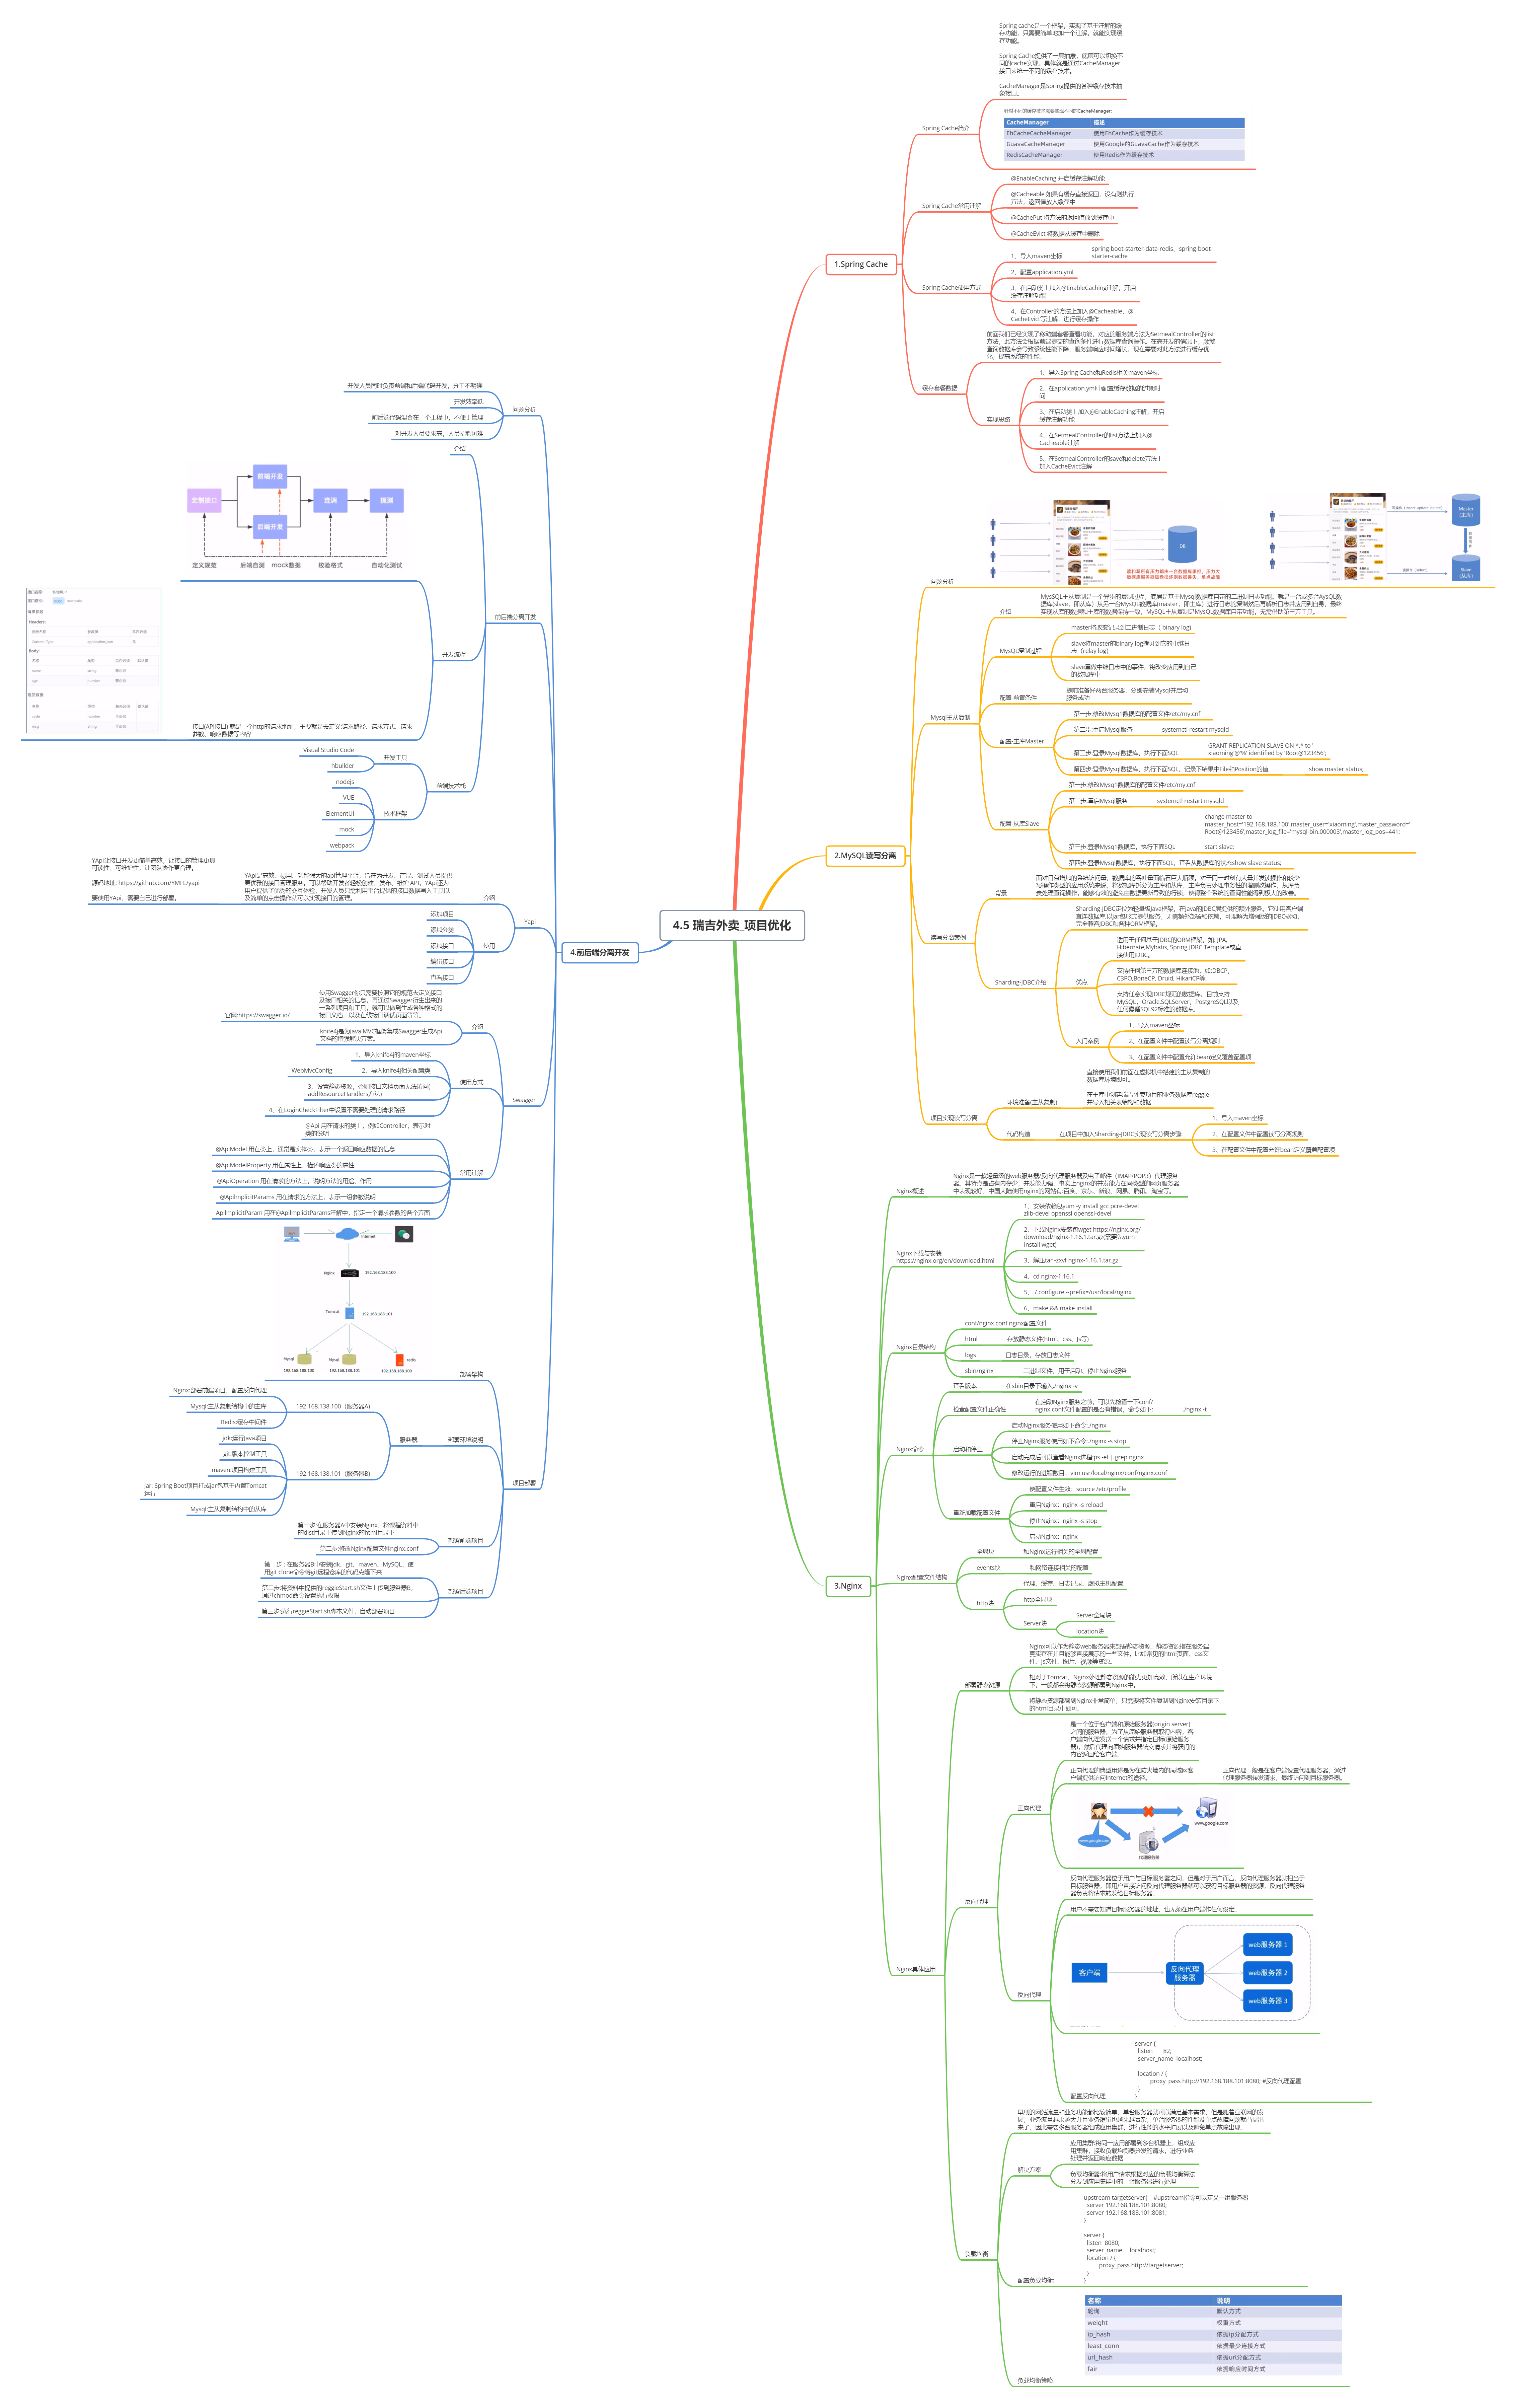 4.5 瑞吉外卖_项目优化
1.Spring Cache
Spring Cache简介
Spring cache是一个框架，实现了基于注解的缓
存功能，只需要简单地加一个注解，就能实现缓
存功能。
Spring Cache提供了一层抽象，底层可以切换不
同的cache实现。具体就是通过CacheManager
接口来统一不同的缓存技术。
CacheManager是Spring提供的各种缓存技术抽
象接口。
针对不同的缓存技术需要实现不同的CacheManager:
CacheManager 描述
EhCacheCacheManager 使用EhCache作为缓存技术
GuavaCacheManager 使用Google的GuavaCache作为缓存技术
RedisCacheManager 使用Redis作为缓存技术
Spring Cache常用注解
@EnableCaching 开启缓存注解功能
@Cacheable 如果有缓存直接返回，没有则执行
方法，返回值放入缓存中
@CachePut 将方法的返回值放到缓存中
@CacheEvict 将数据从缓存中删除
Spring Cache使用方式
1、导入maven坐标
spring-boot-starter-data-redis、spring-boot-
starter-cache
2、配置application.yml
3、在启动类上加入@EnableCaching注解，开启
缓存注解功能
4、在Controller的方法上加入@Cacheable、@
CacheEvict等注解，进行缓存操作
缓存套餐数据
前面我们已经实现了移动端套餐查看功能，对应的服务端方法为SetmealController的list
方法，此方法会根据前端提交的查询条件进行数据库查询操作。在高并发的情况下，频繁
查询数据库会导致系统性能下降，服务端响应时间增长。现在需要对此方法进行缓存优
化，提高系统的性能。
实现思路
1、导入Spring Cache和Redis相关maven坐标
2、在application.yml中配置缓存数据的过期时
间
3、在启动类上加入@EnableCaching注解，开启
缓存注解功能
4、在SetmealController的list方法上加入@
Cacheable注解
5、在SetmealController的save和delete方法上
加入CacheEvict注解
2.MySQL读写分离
问题分析
DB
读和写所有压力都由一台数据库承担，压力大
数据库服务器磁盘损坏则数据丢失，单点故障
写操作（insert update delete）
Master
(主库)
数据同步
读操作（select）
Slave
(从库)
Mysql主从复制
介绍
MysSQL主从复制是一个异步的复制过程，底层是基于Mysql数据库自带的二进制日志功能。就是一台或多台AysQL数
据库(slave，即从库）从另一台MysQL数据库(master，即主库）进行日志的复制然后再解析日志并应用到自身，最终
实现从库的数据和主库的数据保持一致。MySQL主从复制是MysQL数据库自带功能，无需借助第三方工具。
MysQL复制过程
master将改变记录到二进制日志（ binary log)
slave将master的binary log拷贝到它的中继日
志（relay log）
slave重做中继日志中的事件，将改变应用到自己
的数据库中
配置-前置条件
提前准备好两台服务器，分别安装Mysql并启动
服务成功
配置-主库Master
第一步:修改Mysq1数据库的配置文件/etc/my.cnf
第二步:重启Mysql服务 systemctl restart mysqld
第三步:登录Mysql数据库，执行下面SQL
GRANT REPLICATION SLAVE ON *.* to '
xiaoming'@'%' identified by 'Root@123456';
第四步:登录Mysql数据库，执行下面SQL，记录下结果中File和Position的值 show master status;
配置-从库Slave
第一步:修改Mysq1数据库的配置文件/etc/my.cnf
第二步:重启Mysql服务 systemctl restart mysqld
change master to
master_host='192.168.188.100',master_user='xiaoming',master_password='
Root@123456',master_log_file='mysql-bin.000003',master_log_pos=441;
第三步:登录Mysq1数据库，执行下面SQL start slave;
第四步:登录Mysql数据库，执行下面SQL，查看从数据库的状态show slave status;
读写分离案例
背景
面对日益增加的系统访问量，数据库的吞吐量面临着巨大瓶颈。对于同一时刻有大量并发读操作和较少
写操作类型的应用系统来说，将数据库拆分为主库和从库，主库负责处理事务性的增删改操作，从库负
责处理查询操作，能够有效的避免由数据更新导致的行锁，使得整个系统的查询性能得到极大的改善。
Sharding-JDBC介绍
Sharding-JDBC定位为轻量级Java框架，在Java的JDBC层提供的额外服务。它使用客户端
直连数据库,以jar包形式提供服务，无需额外部署和依赖，可理解为增强版的JDBC驱动，
完全兼容JDBC和各种ORM框架。
优点
适用于任何基于JDBC的ORM框架，如: JPA,
Hibernate,Mybatis, Spring JDBC Template或直
接使用JDBC。
支持任何第三方的数据库连接池，如:DBCP,
C3PO,BoneCP, Druid, HikariCP等。
支持任意实现JDBC规范的数据库。目前支持
MySQL，Oracle,SQLServer，PostgreSQL以及
任何遵循SQL92标准的数据库。
入门案例
1、导入maven坐标
2、在配置文件中配置读写分离规则
3、在配置文件中配置允许bean定义覆盖配置项
项目实现读写分离
环境准备(主从复制)
直接使用我们前面在虚拟机中搭建的主从复制的
数据库环境即可。
在主库中创建瑞吉外卖项目的业务数据库reggie
并导入相关表结构和数据
代码构造
在项目中加入Sharding-JDBC实现读写分离步骤:
1、导入maven坐标
2、在配置文件中配置读写分离规则
3、在配置文件中配置允许bean定义覆盖配置项
3.Nginx
Nginx概述
Nginx是一款轻量级的web服务器/反向代理服务器及电子邮件（IMAP/POP3）代理服务
器。其特点是占有内存少，并发能力强，事实上nginx的并发能力在同类型的网页服务器
中表现较好，中国大陆使用nginx的网站有:百度、京东、新浪、网易、腾讯、淘宝等。
Nginx下载与安装
https://nginx.org/en/download.html
1、安装依赖包yum -y install gcc pcre-devel
zlib-devel openssl openssl-devel
2、下载Nginx安装包wget https://nginx.org/
download/nginx-1.16.1.tar.gz(需要先yum
install wget)
3、解压tar -zxvf nginx-1.16.1.tar.gz
4、cd nginx-1.16.1
5、./ configure --prefix=/usr/local/nginx
6、make && make install
Nginx目录结构
conf/nginx.conf nginx配置文件
html 存放静态文件(html、css、Js等)
logs 日志目录，存放日志文件
sbin/nginx 二进制文件，用于启动、停止Nginx服务
Nginx命令
查看版本 在sbin目录下输入./nginx -v
检查配置文件正确性
在启动Nginx服务之前，可以先检查一下conf/
nginx.conf文件配置的是否有错误，命令如下: ./nginx -t
启动和停止
启动Nginx服务使用如下命令:./nginx
停止Nginx服务使用如下命令:./nginx -s stop
启动完成后可以查看Nginx进程:ps -ef | grep nginx
修改运行的进程数目：vim usr/local/nginx/conf/nginx.conf
重新加载配置文件
使配置文件生效：source /etc/profile
重启Nginx：nginx -s reload
停止Nginx：nginx -s stop
启动Nginx：nginx
Nginx配置文件结构
全局块 和Nginx运行相关的全局配置
events块 和网络连接相关的配置
http块
代理、缓存、日志记录、虚拟主机配置
http全局块
Server块
Server全局块
location块
Nginx具体应用
部署静态资源
Nginx可以作为静态web服务器来部署静态资源。静态资源指在服务端
真实存在并且能够直接展示的一些文件，比如常见的html页面、css文
件、js文件、图片、视频等资源。
相对于Tomcat，Nginx处理静态资源的能力更加高效，所以在生产环境
下，一般都会将静态资源部署到Nginx中。
将静态资源部署到Nginx非常简单，只需要将文件复制到Nginx安装目录下
的html目录中即可。
反向代理
正向代理
是一个位于客户端和原始服务器(origin server)
之间的服务器，为了从原始服务器取得内容，客
户端向代理发送一个请求并指定目标(原始服务
器)，然后代理向原始服务器转交请求并将获得的
内容返回给客户端。
正向代理的典型用途是为在防火墙内的局域网客
户端提供访问Internet的途径。
正向代理一般是在客户端设置代理服务器，通过
代理服务器转发请求，最终访问到目标服务器。
www.google.com
www.google.com
代理服务器
反向代理
反向代理服务器位于用户与目标服务器之间，但是对于用户而言，反向代理服务器就相当于
目标服务器，即用户直接访问反向代理服务器就可以获得目标服务器的资源，反向代理服务
器负责将请求转发给目标服务器。
用户不需要知道目标服务器的地址，也无须在用户端作任何设定。
客户端
反向代理
服务器
web服务器 1
web服务器 2
web服务器 3
配置反向代理
server {
listen 82;
server_name localhost;
location / {
proxy_pass http://192.168.188.101:8080; #反向代理配置
}
}
负载均衡
早期的网站流量和业务功能都比较简单，单台服务器就可以满足基本需求，但是随着互联网的发
展，业务流量越来越大并且业务逻辑也越来越复杂，单台服务器的性能及单点故障问题就凸显出
来了，因此需要多台服务器组成应用集群，进行性能的水平扩展以及避免单点故障出现。
解决方案
应用集群:将同一应用部署到多台机器上，组成应
用集群，接收负载均衡器分发的请求，进行业务
处理并返回响应数据
负载均衡器:将用户请求根据对应的负载均衡算法
分发到应用集群中的一台服务器进行处理
配置负载均衡:
upstream targetserver{ #upstream指令可以定义一组服务器
server 192.168.188.101:8080;
server 192.168.188.101:8081;
}
server {
listen 8080;
server_name localhost;
location / {
proxy_pass http://targetserver;
}
}
负载均衡策略
名称 说明
轮询 默认方式
weight 权重方式
ip_hash 依据ip分配方式
least_conn 依据最少连接方式
url_hash 依据url分配方式
fair 依据响应时间方式
4.前后端分离开发
前后端分离开发
问题分析
开发人员同时负责前端和后端代码开发，分工不明确
开发效率低
前后端代码混合在一个工程中，不便于管理
对开发人员要求高，人员招聘困难
介绍
开发流程
定制接口
前端开发
后端开发
连调
提测
定义规范 后端自测 mock数据 校验格式 自动化测试
接口(API接口) 就是一个http的请求地址，主要就是去定义:请求路径、请求方式、请求
参数、响应数据等内容
Headers:
Content-Type application/json 是
Body:
name string 非必须
age number 非必须
返回数据
code number 非必须
msg string 非必须
前端技术栈
开发工具
Visual Studio Code
hbuilder
技术框架
nodejs
VUE
ElementUI
mock
webpack
Yapi
介绍
YApi是高效、易用、功能强大的api管理平台，旨在为开发、产品、测试人员提供
更优雅的接口管理服务。可以帮助开发者轻松创建、发布、维护 API，YApi还为
用户提供了优秀的交互体验，开发人员只需利用平台提供的接口数据写入工具以
及简单的点击操作就可以实现接口的管理。
YApi让接口开发更简单高效，让接口的管理更具
可读性、可维护性，让团队协作更合理。
源码地址: https://github.com/YMFE/yapi
要使用YApi，需要自己进行部署。
使用
添加项目
添加分类
添加接口
编辑接口
查看接口
Swagger
介绍
使用Swagger你只需要按照它的规范去定义接口
及接口相关的信息，再通过Swagger衍生出来的
一系列项目和工具，就可以做到生成各种格式的
接口文档，以及在线接口调试页面等等。
官网:https://swagger.io/
knife4j是为Java MVC框架集成Swagger生成Api
文档的增强解决方案。
使用方式
1、导入knife4j的maven坐标
2、导入knife4j相关配置类
WebMvcConfig
3、设置静态资源，否则接口文档页面无法访问(
addResourceHandlers方法)
4、在LoginCheckFilter中设置不需要处理的请求路径
常用注解
@Api 用在请求的类上，例如Controller，表示对
类的说明
@ApiModel 用在类上，通常是实体类，表示一个返回响应数据的信息
@ApiModelProperty 用在属性上，描述响应类的属性
@ApiOperation 用在请求的方法上，说明方法的用途、作用
@ApilmplicitParams 用在请求的方法上，表示一组参数说明
ApilmplicitParam 用在@ApilmplicitParams注解中，指定一个请求参数的各个方面
项目部署
部署架构
Internet
Nginx 192.168.188.100
Tomcat 192.168.188.101
Mysql 192.168.188.100
Mysql 192.168.188.101
redis 192.168.188.100
部署环境说明
服务器:
192.168.138.100（服务器A)
Nginx:部署前端项目、配置反向代理
Mysql:主从复制结构中的主库
Redis:缓存中间件
192.168.138.101（服务器B)
jdk:运行Java项目
git:版本控制工具
maven:项目构建工具
jar: Spring Boot项目打成jar包基于内置Tomcat
运行
Mysql:主从复制结构中的从库
部署前端项目
第一步:在服务器A中安装Nginx，将课程资料中
的dist目录上传到Nginx的html目录下
第二步:修改Nginx配置文件nginx.conf
部署后端项目
第一步 : 在服务器B中安装jdk、git、maven、MySQL，使
用git clone命令将git远程仓库的代码克隆下来
第二步:将资料中提供的reggieStart.sh文件上传到服务器B，
通过chmod命令设置执行权限
第三步:执行reggieStart.sh脚本文件，自动部署项目